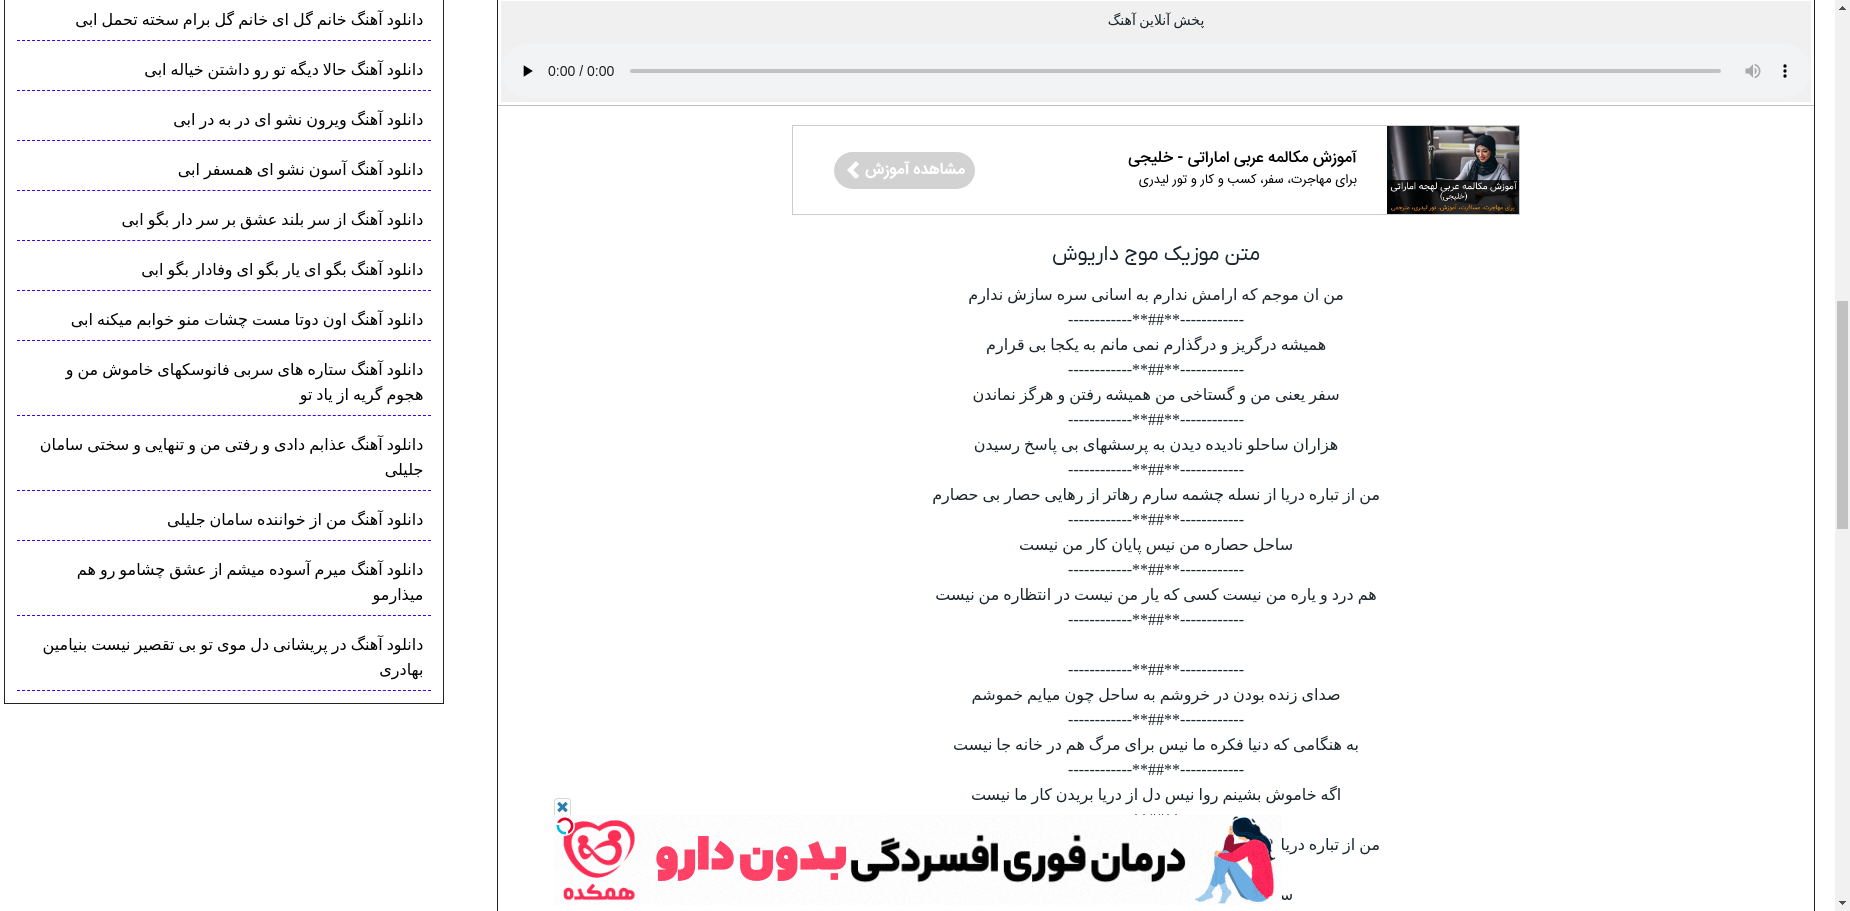 پخش آنلاین آهنگ
0:00 / 0:00
آموزش مکالمه عربی اماراتی - خلیجی
برای مهاجرت، سفر، کسب و کار و تور لیدری
مشاهده آموزش
آموزش مکالمه عربی لهجه اماراتی
(خلیجی)
متن موزیک موج داریوش
من ان موجم که ارامش ندارم به اسانی سره سازش ندارم
------------**##**------------
همیشه درگریز و درگذارم نمی مانم به یکجا بی قرارم
------------**##**------------
سفر یعنی من و گستاخی من همیشه رفتن و هرگز نماندن
------------**##**------------
هزاران ساحلو نادیده دیدن به پرسشهای بی پاسخ رسیدن
------------**##**------------
من از تباره دریا از نسله چشمه سارم رهاتر از رهایی حصار بی حصارم
------------**##**------------
ساحل حصاره من نیس پایان کار من نیست
------------**##**------------
هم درد و یاره من نیست کسی که یار من نیست در انتظاره من نیست
------------**##**------------
------------**##**------------
صدای زنده بودن در خروشم به ساحل چون میایم خموشم
------------**##**------------
به هنگامی که دنیا فکره ما نیس برای مرگ هم در خانه جا نیست
------------**##**------------
اگه خاموش بشینم روا نیس دل از دریا بریدن کار ما نیست
من از تباره دریا
درمان فوری افسردگی بدون دارو
همکده
دانلود آهنگ خانم گل ای خانم گل برام سخته تحمل ابی
دانلود آهنگ حالا دیگه تو رو داشتن خیاله ابی
دانلود آهنگ ویرون نشو ای در به در ابی
دانلود آهنگ آسون نشو ای همسفر ابی
دانلود آهنگ از سر بلند عشق بر سر دار بگو ابی
دانلود آهنگ بگو ای یار بگو ای وفادار بگو ابی
دانلود آهنگ اون دوتا مست چشات منو خوابم میکنه ابی
دانلود آهنگ ستاره های سربی فانوسکهای خاموش من و
هجوم گریه از یاد تو
دانلود آهنگ عذابم دادی و رفتی من و تنهایی و سختی سامان
جلیلی
دانلود آهنگ من از خواننده سامان جلیلی
دانلود آهنگ میرم آسوده میشم از عشق چشامو رو هم
میذارمو
دانلود آهنگ در پریشانی دل موی تو بی تقصیر نیست بنیامین
بهادری